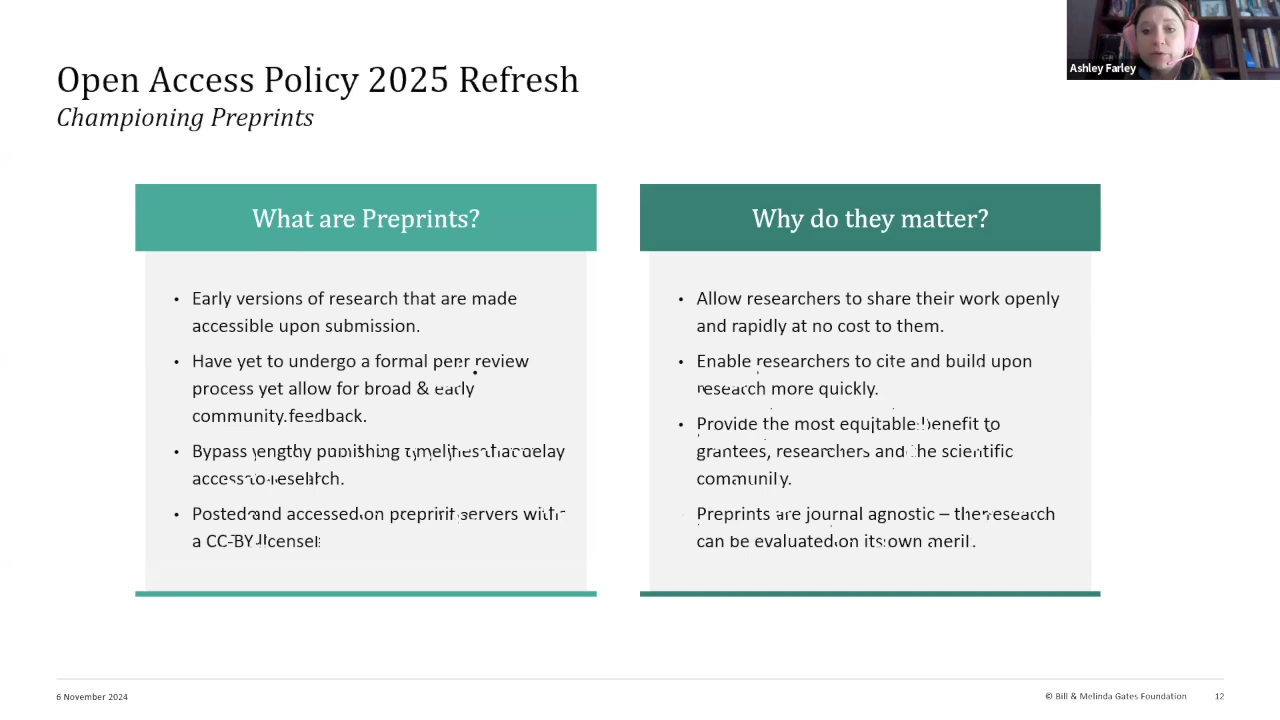 Ashley Farley
Open Access Policy 2025 Refresh
Championing Preprints
What are Preprints?
• Early versions of research that are made
accessible upon submission.
• Have yet to undergo a formal peer review
process yet allow for broad & early
community feedback.
• Bypass lengthy publishing timelines that delay
access to research.
• Posted and accessed on preprint servers with
a CC-BY license.
Why do they matter?
• Allow researchers to share their work openly
and rapidly at no cost to them.
• Enable researchers to cite and build upon
research more quickly.
• Provide the most equitable benefit to
grantees, researchers and the scientific
community.
Preprints are journal agnostic – the research
can be evaluated on its own merit.
6 November 2024
© Bill & Melinda Gates Foundation 12